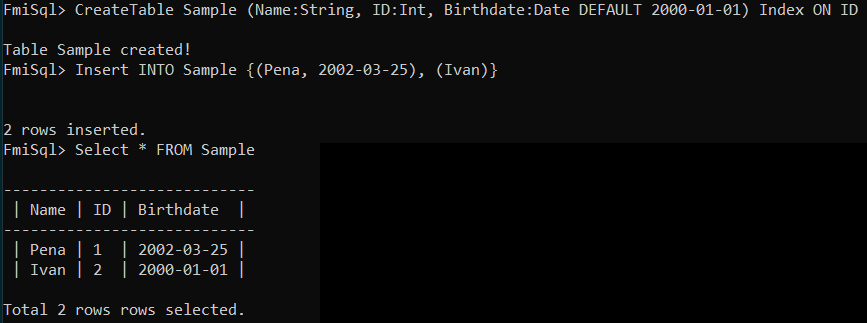 FmiSql> CreateTable Sample (Name:String, ID:Int, Birthdate:Date DEFAULT 2000-01-01) Index ON ID
Table Sample created!
FmiSql> Insert INTO Sample {(Pena, 2002-03-25), (Ivan)}
2 rows inserted.
FmiSql> Select * FROM Sample
----------------------------
| Name | ID | Birthdate  |
----------------------------
| Pena | 1  | 2002-03-25 |
| Ivan | 2  | 2000-01-01 |
Total 2 rows rows selected.